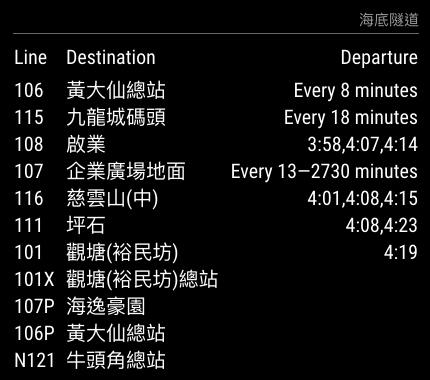 海底隧道
Line Destination Departure
106 黃大仙總站 Every 8 minutes
115 九龍城碼頭 Every 18 minutes
108 啟業 3:58,4:07,4:14
107 企業廣場地面 Every 13–2730 minutes
116 慈雲山(中) 4:01,4:08,4:15
111 坪石 4:08,4:23
101 觀塘(裕民坊) 4:19
101X 觀塘(裕民坊)總站
107P 海逸豪園
106P 黃大仙總站
N121 牛頭角總站